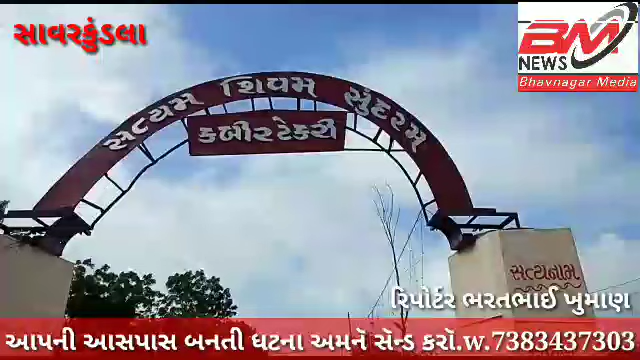 સાવરકુંડલા
BM
NEWS
Bhavnagar Media
સત્યમ શિવમ સુંદરમ
કબીરટેકરી
સત્યનામ
રિપોર્ટર ભરતભાઈ ખુમાણ
આપની આસપાસ બનતી ઘટના અમનૅ સૅન્ડ કરૉ.w.7383437303